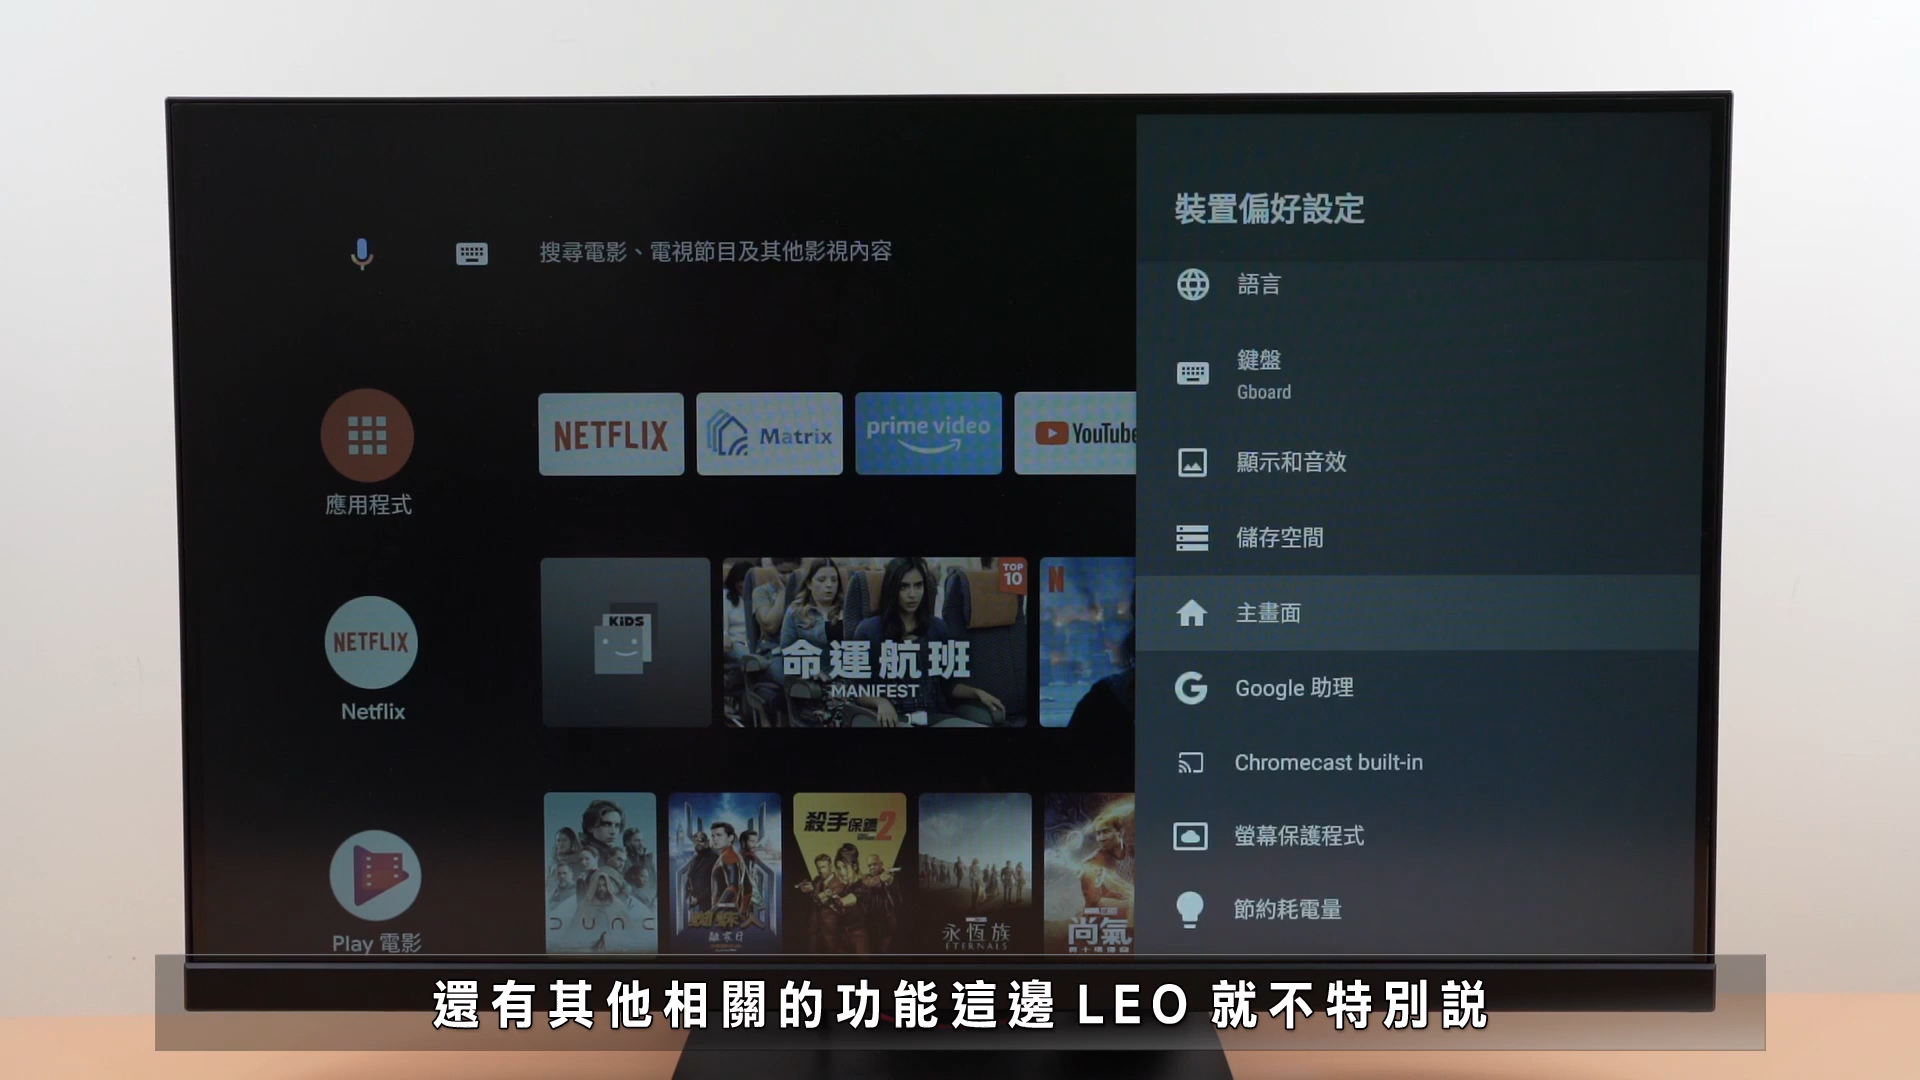 裝置偏好設定
搜尋電影、電視節目及其他影視內容
語言
鍵盤
Gboard
顯示和音效
儲存空間
主畫面
Google 助理
Chromecast built-in
螢幕保護程式
節約耗電量
應用程式
NETFLIX
Matrix
prime video
YouTube
NETFLIX
Netflix
KiDS
TOP
10
命運航班
MANIFEST
N
Play 電影
DUNE
蜘蛛人
殺手保鑣2
永恆族
ETERNALS
尚氣
還有其他相關的功能這邊 LEO 就不特別説